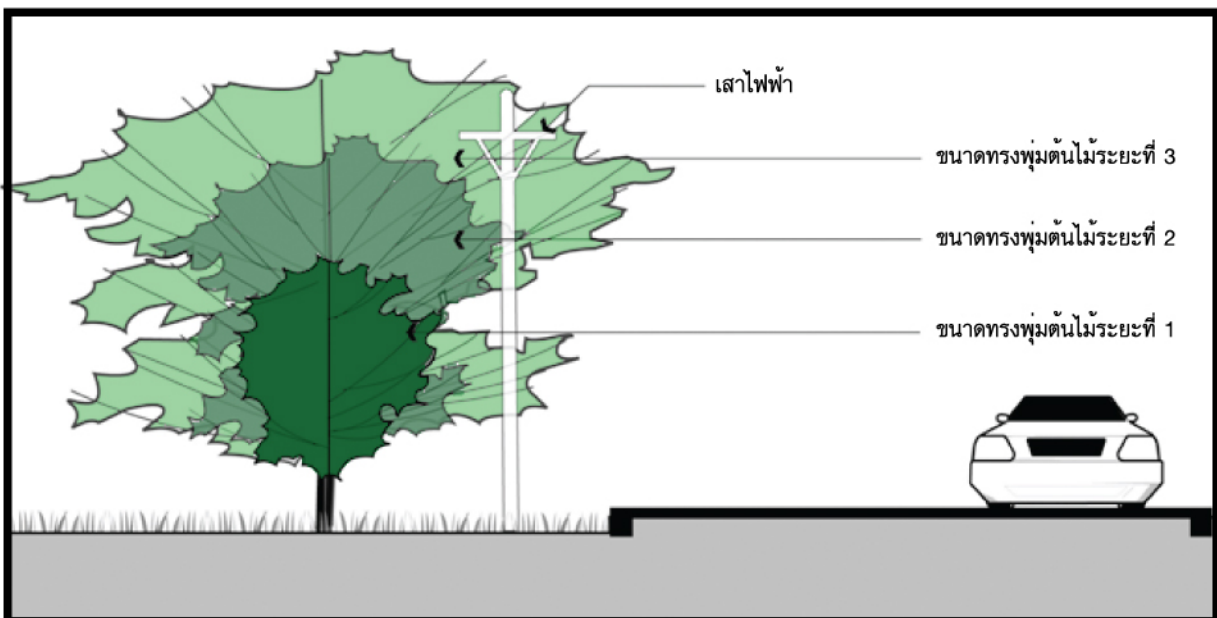 เสาไฟฟ้า
ขนาดทรงพุ่มต้นไม้ระยะที่ 3
ขนาดทรงพุ่มต้นไม้ระยะที่ 2
ขนาดทรงพุ่มต้นไม้ระยะที่ 1